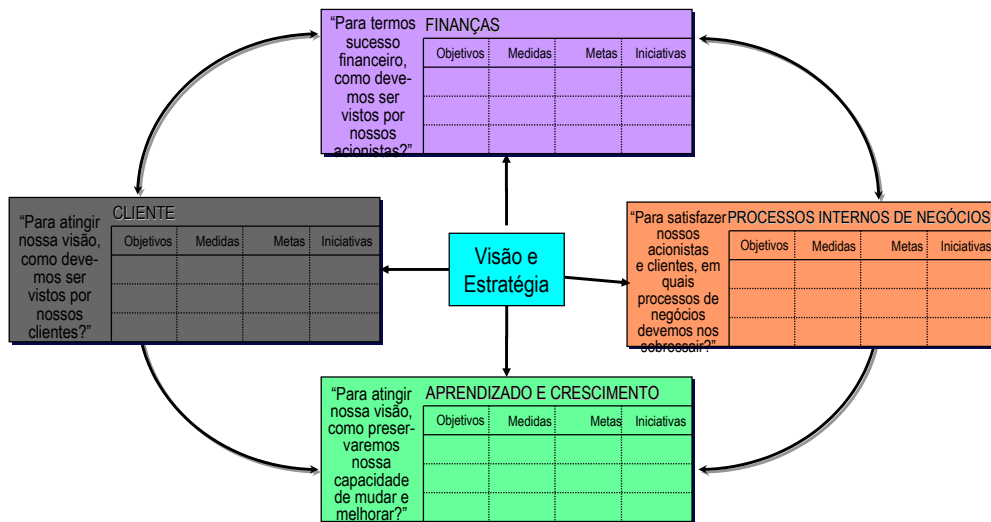 “Para termos
sucesso
financeiro,
como deve-
mos ser
vistos por
nossos
acionistas?”
FINANÇAS
Objetivos Medidas Metas Iniciativas
“Para atingir
nossa visão,
como deve-
mos ser
vistos por
nossos
clientes?”
CLIENTE
Objetivos Medidas Metas Iniciativas
Visão e
Estratégia
“Para satisfazer
nossos
acionistas
e clientes, em
quais
processos de
negócios
devemos nos
sobressair?”
PROCESSOS INTERNOS DE NEGÓCIOS
Objetivos Medidas Metas Iniciativas
“Para atingir
nossa visão,
como preser-
varemos
nossa
capacidade
de mudar e
melhorar?”
APRENDIZADO E CRESCIMENTO
Objetivos Medidas Metas Iniciativas